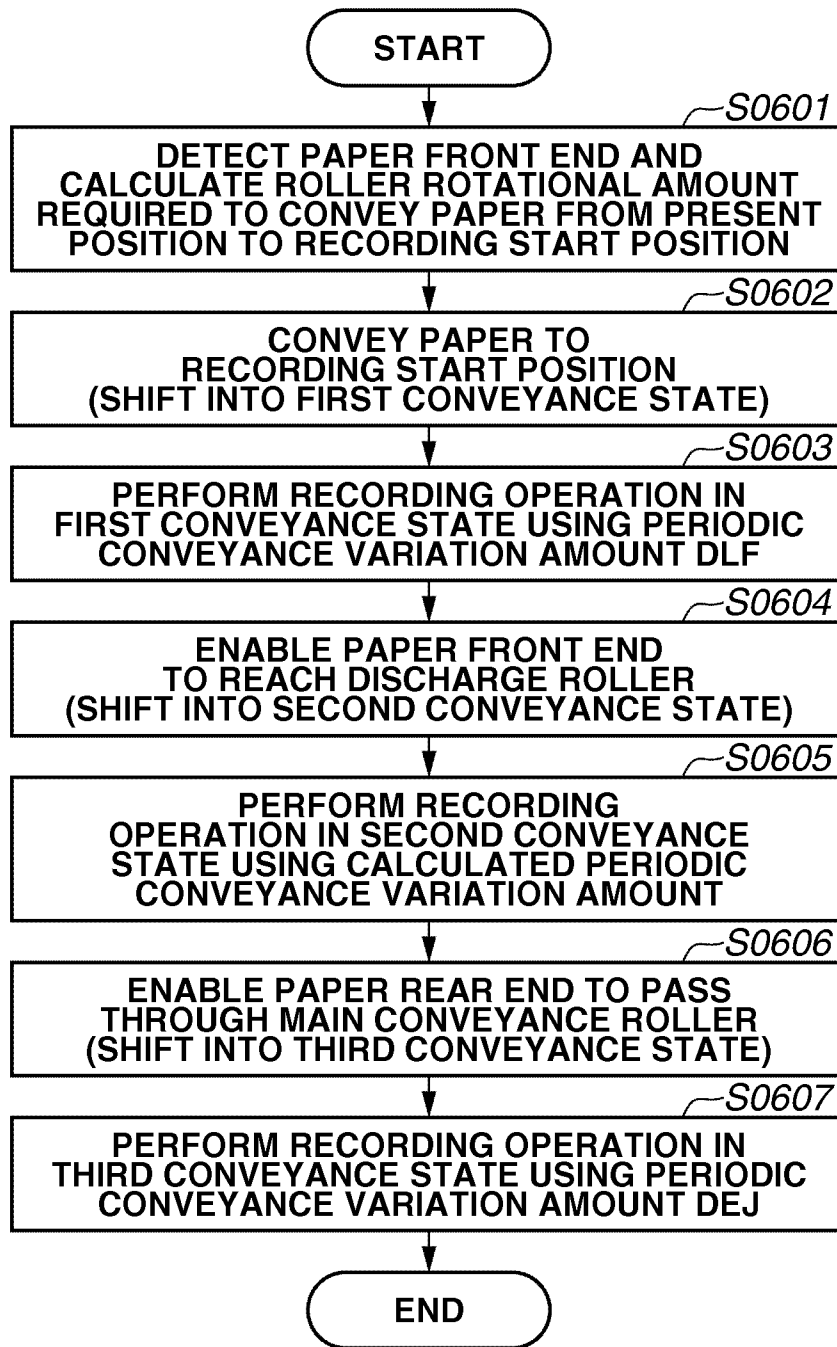 START
S0601
DETECT PAPER FRONT END AND
CALCULATE ROLLER ROTATIONAL AMOUNT
REQUIRED TO CONVEY PAPER FROM PRESENT
POSITION TO RECORDING START POSITION
S0602
CONVEY PAPER TO
RECORDING START POSITION
(SHIFT INTO FIRST CONVEYANCE STATE)
S0603
PERFORM RECORDING OPERATION IN
FIRST CONVEYANCE STATE USING PERIODIC
CONVEYANCE VARIATION AMOUNT DLF
S0604
ENABLE PAPER FRONT END
TO REACH DISCHARGE ROLLER
(SHIFT INTO SECOND CONVEYANCE STATE)
S0605
PERFORM RECORDING
OPERATION IN SECOND CONVEYANCE
STATE USING CALCULATED PERIODIC
CONVEYANCE VARIATION AMOUNT
S0606
ENABLE PAPER REAR END TO PASS
THROUGH MAIN CONVEYANCE ROLLER
(SHIFT INTO THIRD CONVEYANCE STATE)
S0607
PERFORM RECORDING OPERATION IN
THIRD CONVEYANCE STATE USING PERIODIC
CONVEYANCE VARIATION AMOUNT DEJ
END